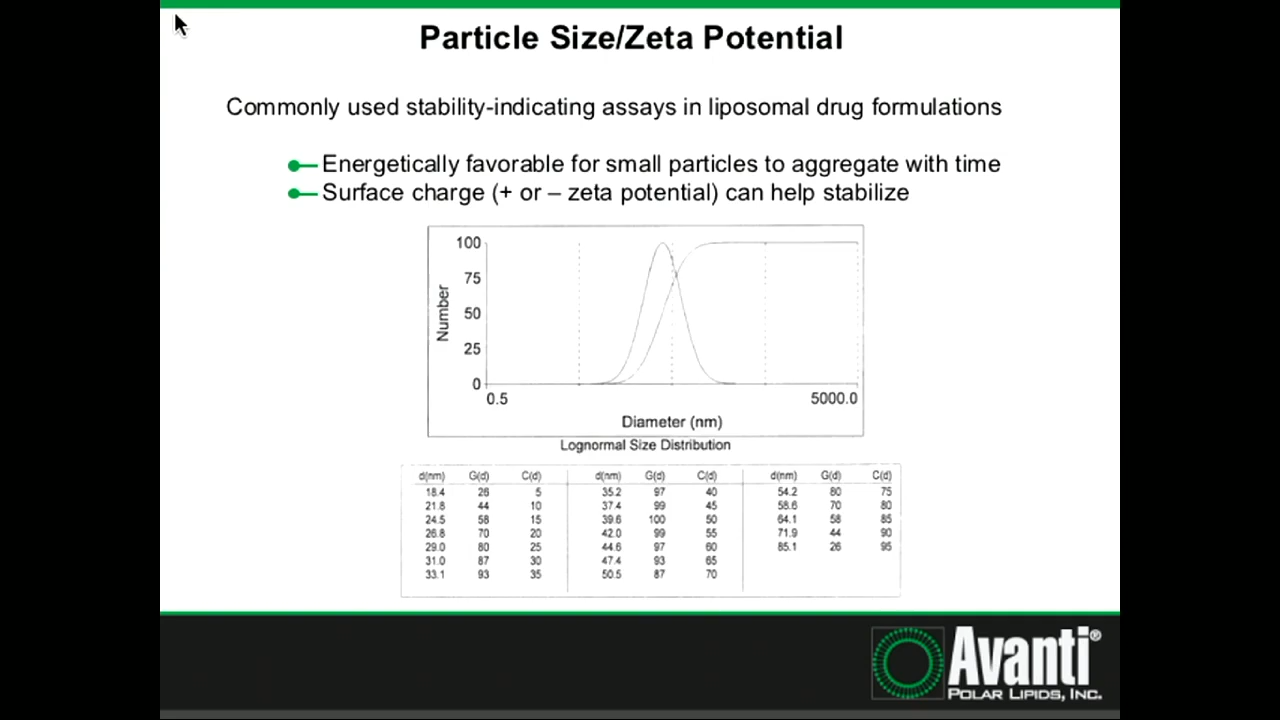 Particle Size/Zeta Potential
Commonly used stability-indicating assays in liposomal drug formulations
Energetically favorable for small particles to aggregate with time
Surface charge (+ or – zeta potential) can help stabilize
100
75
50
25
0
Number
0.5 5000.0
Diameter (nm)
Lognormal Size Distribution
d(nm) G(d) C(d) d(nm) G(d) C(d) d(nm) G(d) C(d)
18.4 26 5 35.2 97 40 54.2 80 75
21.8 44 10 37.4 99 45 58.6 70 80
24.5 58 15 39.6 100 50 64.1 58 85
26.8 70 20 42.0 99 55 71.9 44 90
29.0 80 25 44.6 97 60 85.1 26 95
31.0 87 30 47.4 93 65
33.1 93 35 50.5 87 70
Avanti®
POLAR LIPIDS, INC.